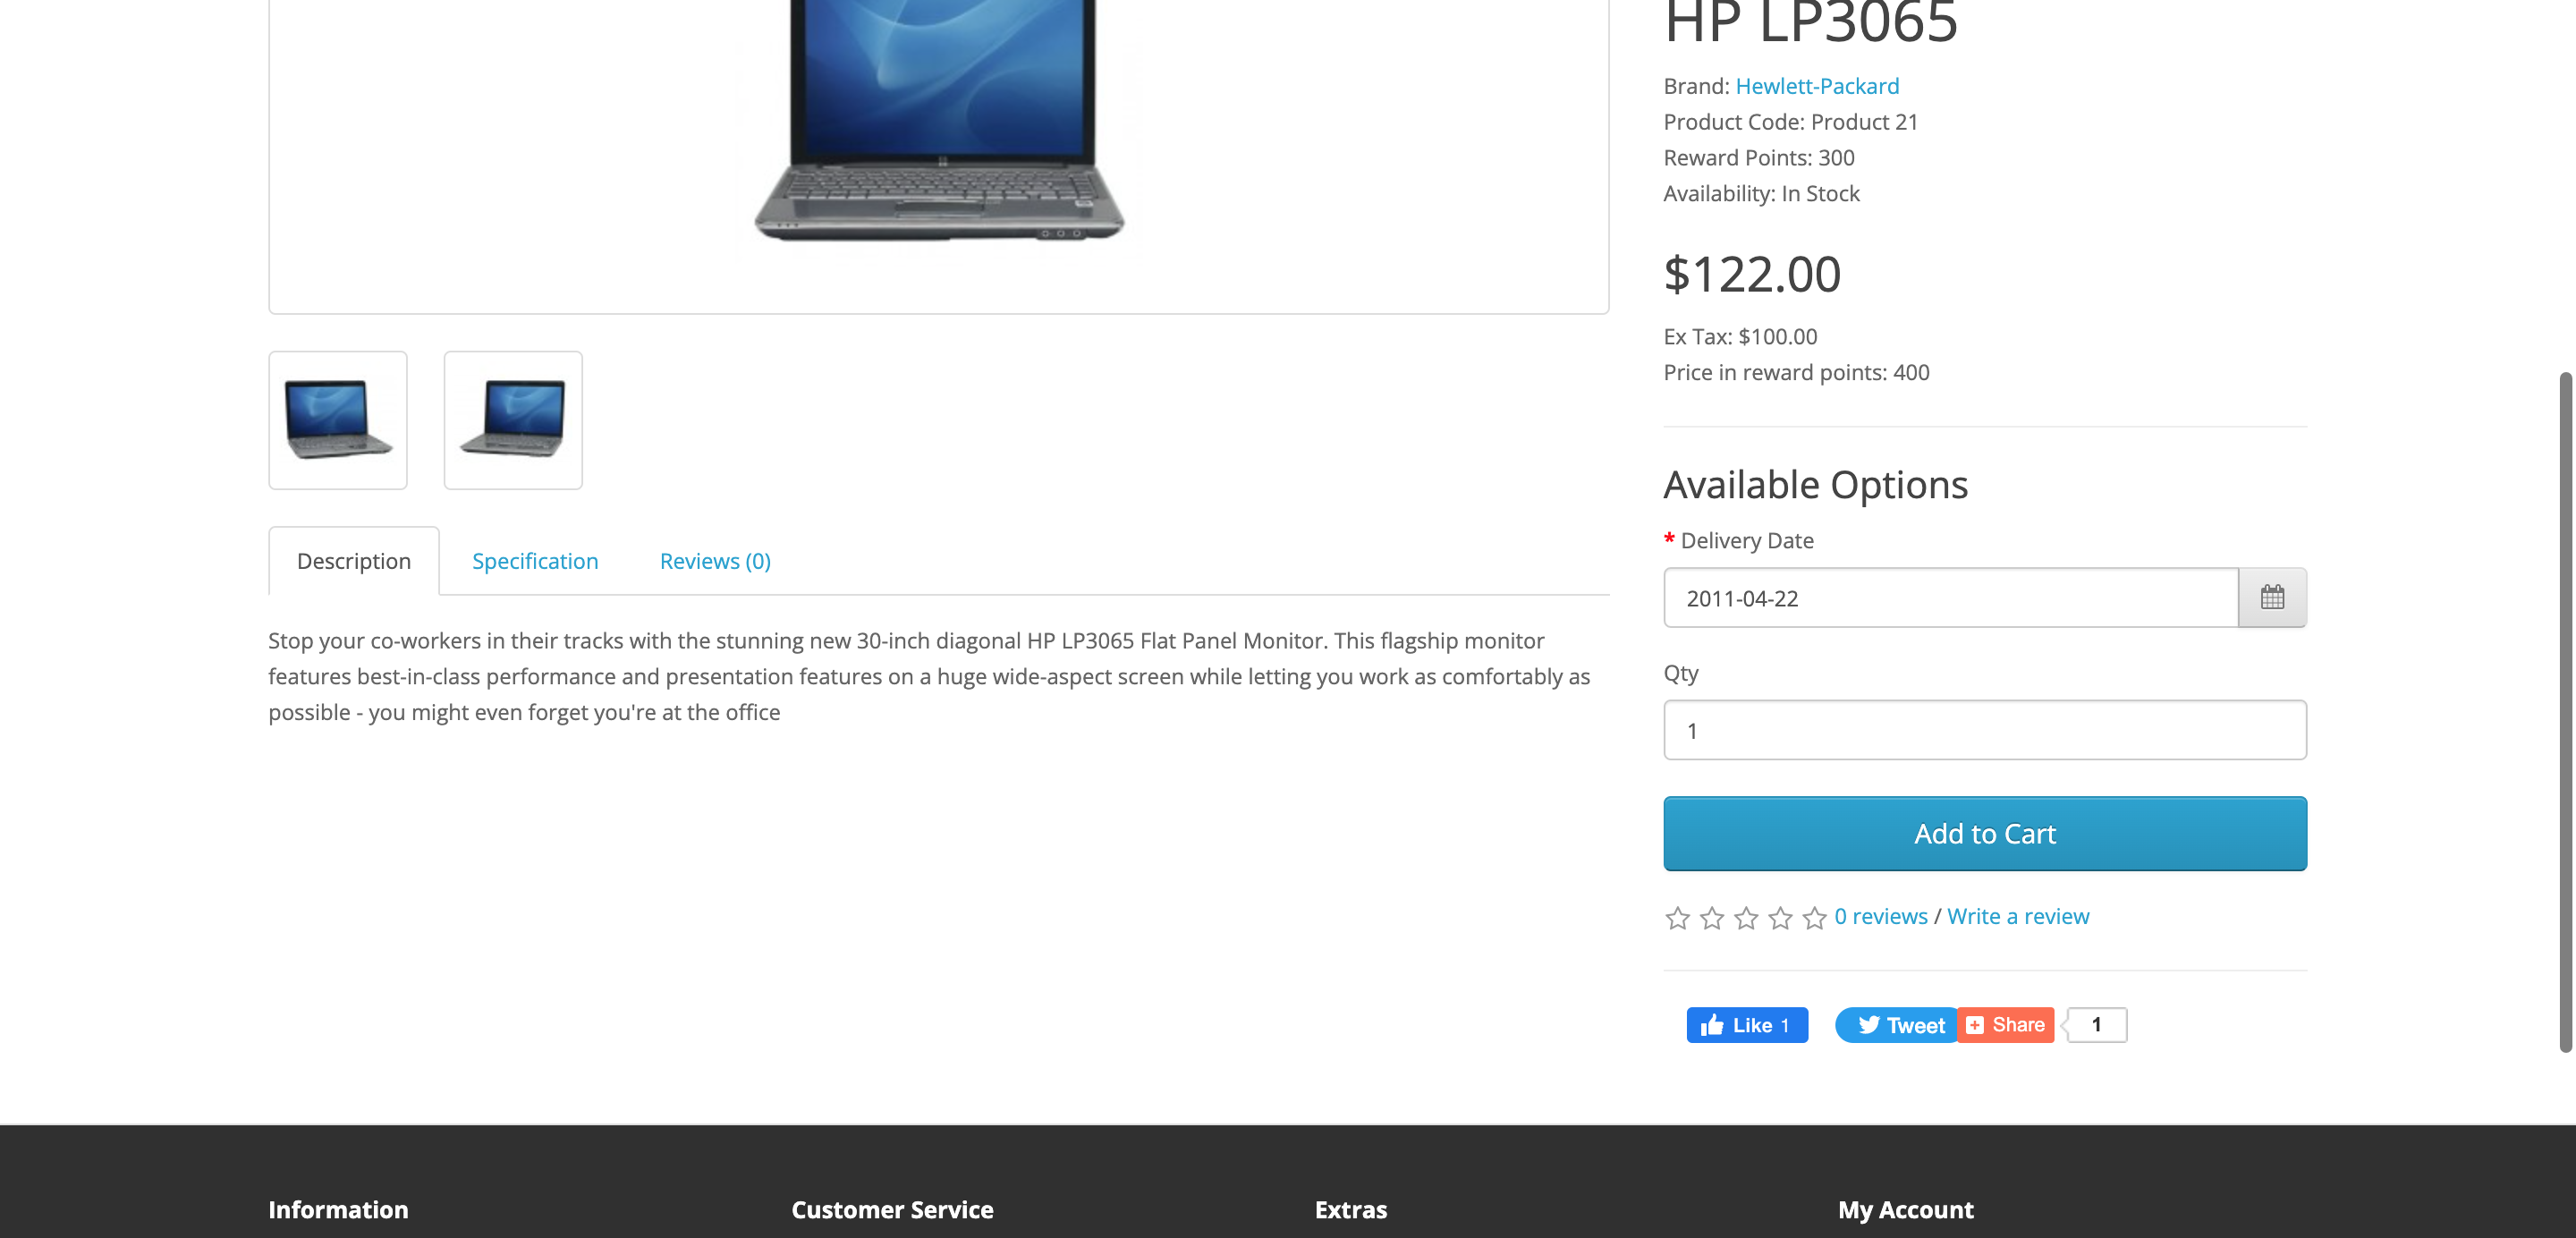 HP LP3065
Brand: Hewlett-Packard
Product Code: Product 21
Reward Points: 300
Availability: In Stock
$122.00
Ex Tax: $100.00
Price in reward points: 400
Available Options
* Delivery Date
2011-04-22
Qty
1
Add to Cart
0 reviews / Write a review
Like 1
Tweet
Share
1
Description
Specification
Reviews (0)
Stop your co-workers in their tracks with the stunning new 30-inch diagonal HP LP3065 Flat Panel Monitor. This flagship monitor
features best-in-class performance and presentation features on a huge wide-aspect screen while letting you work as comfortably as
possible - you might even forget you're at the office
Information
Customer Service
Extras
My Account